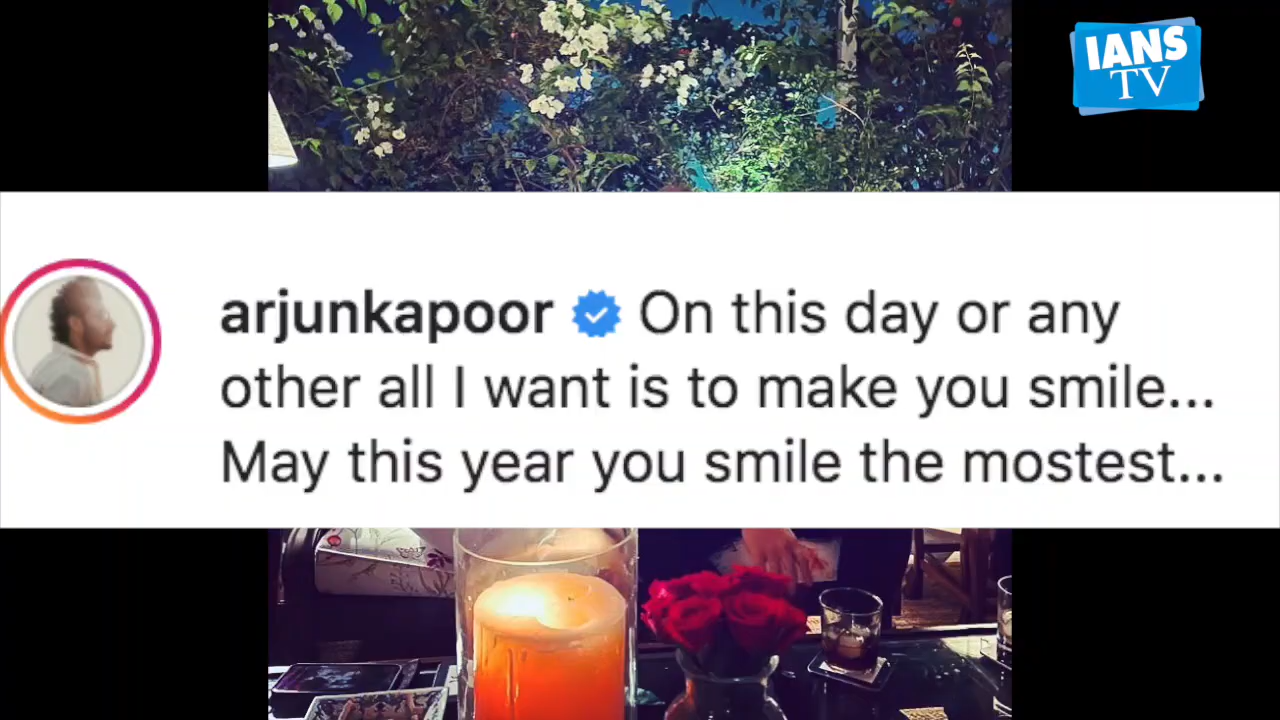 IANS
TV
arjunkapoor On this day or any
other all I want is to make you smile...
May this year you smile the mostest...